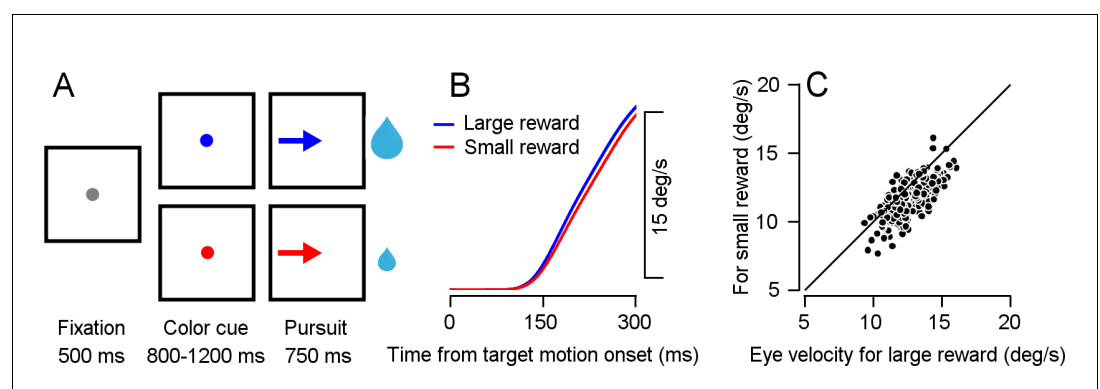 A
Fixation
500 ms
Color cue
800-1200 ms
Pursuit
750 ms
B
Large reward
Small reward
15 deg/s
0
150
300
Time from target motion onset (ms)
C
For small reward (deg/s)
20
15
10
5
5
10
15
20
Eye velocity for large reward (deg/s)